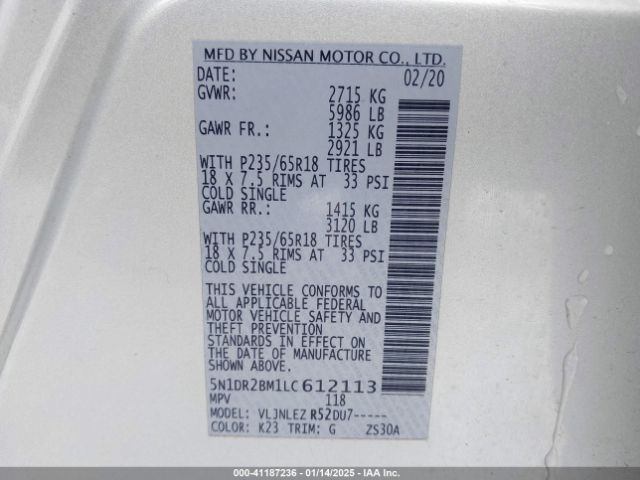 MFD BY NISSAN MOTOR CO., LTD.
DATE: 02/20
GVWR: 2715 KG
5986 LB
GAWR FR.: 1325 KG
2921 LB
WITH P235/65R18 TIRES
18 X 7.5 RIMS AT 33 PSI
COLD SINGLE
GAWR RR.: 1415 KG
3120 LB
WITH P235/65R18 TIRES
18 X 7.5 RIMS AT 33 PSI
COLD SINGLE
THIS VEHICLE CONFORMS TO
ALL APPLICABLE FEDERAL
MOTOR VEHICLE SAFETY AND
THEFT PREVENTION
STANDARDS IN EFFECT ON
THE DATE OF MANUFACTURE
SHOWN ABOVE.
5N1DR2BM1LC612113
MPV 118
MODEL: VLJNLEZ R52DU7-----
COLOR: K23 TRIM: G ZS30A
000-41187236 - 01/14/2025 - IAA Inc.